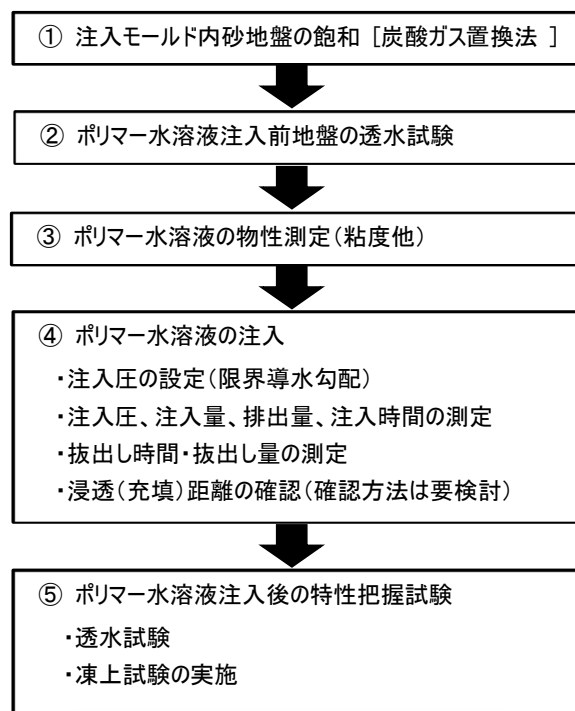 ① 注入モールド内砂地盤の飽和 [炭酸ガス置換法 ]
② ポリマー水溶液注入前地盤の透水試験
③ ポリマー水溶液の物性測定(粘度他)
④ ポリマー水溶液の注入
・注入圧の設定(限界導水勾配)
・注入圧、注入量、排出量、注入時間の測定
・抜出し時間・抜出し量の測定
・浸透(充填)距離の確認(確認方法は要検討)
⑤ ポリマー水溶液注入後の特性把握試験
・透水試験
・凍上試験の実施